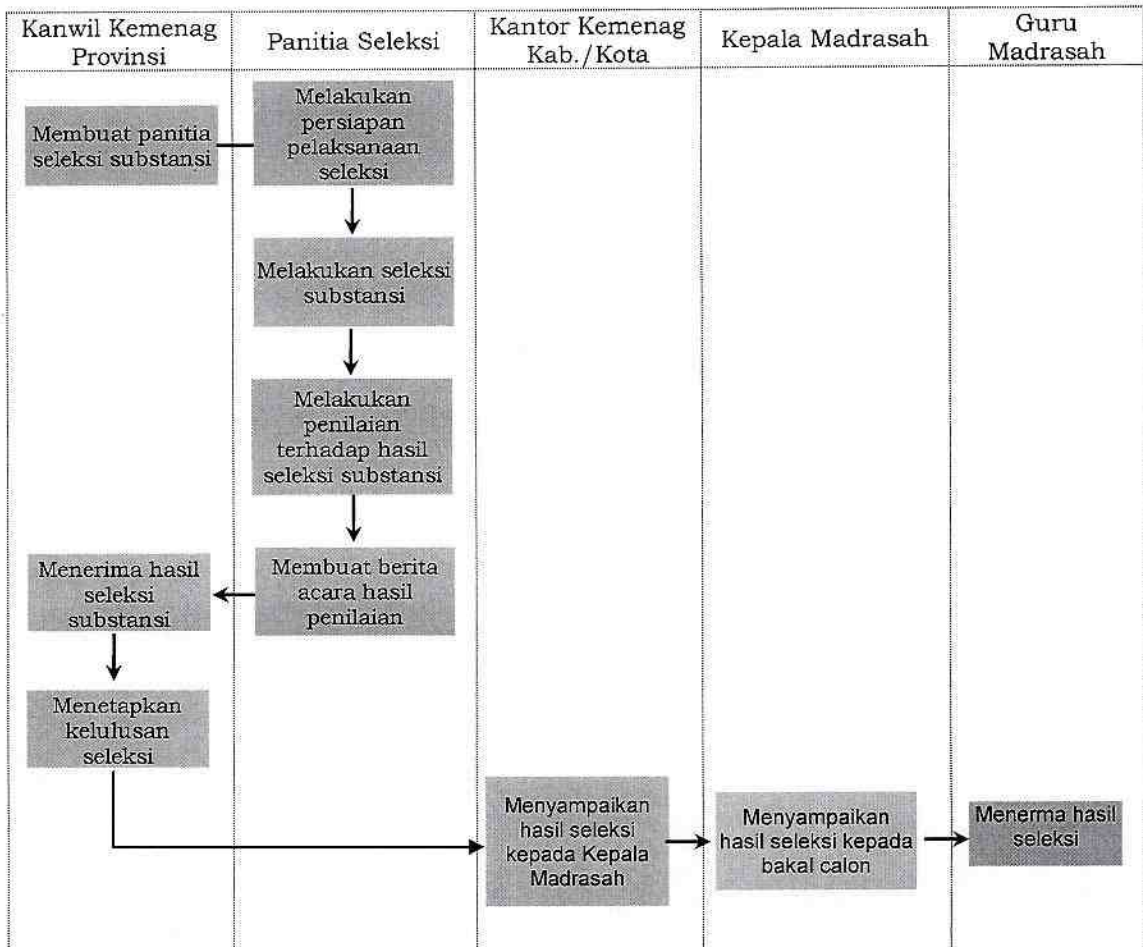 Kanwil Kemenag
Provinsi
Panitia Seleksi
Kantor Kemenag
Kab./Kota
Kepala Madrasah
Guru
Madrasah
Membuat panitia
seleksi substansi
Melakukan
persiapan
pelaksanaan
seleksi
Melakukan seleksi
substansi
Melakukan
penilaian
terhadap hasil
seleksi substansi
Membuat berita
acara hasil
penilaian
Menerima hasil
seleksi
substansi
Menetapkan
kelulusan
seleksi
Menyampaikan
hasil seleksi
kepada Kepala
Madrasah
Menyampaikan
hasil seleksi kepada
bakal calon
Menerma hasil
seleksi